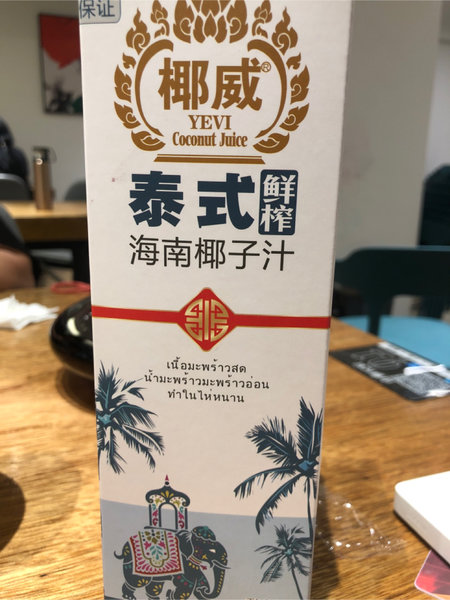 保证
椰威®
YEVI
Coconut Juice
泰式鲜榨
海南椰子汁
เนื้อมะพร้าวสด
น้ำมะพร้าวมะพร้าวอ่อน
ทำในไห่หนาน